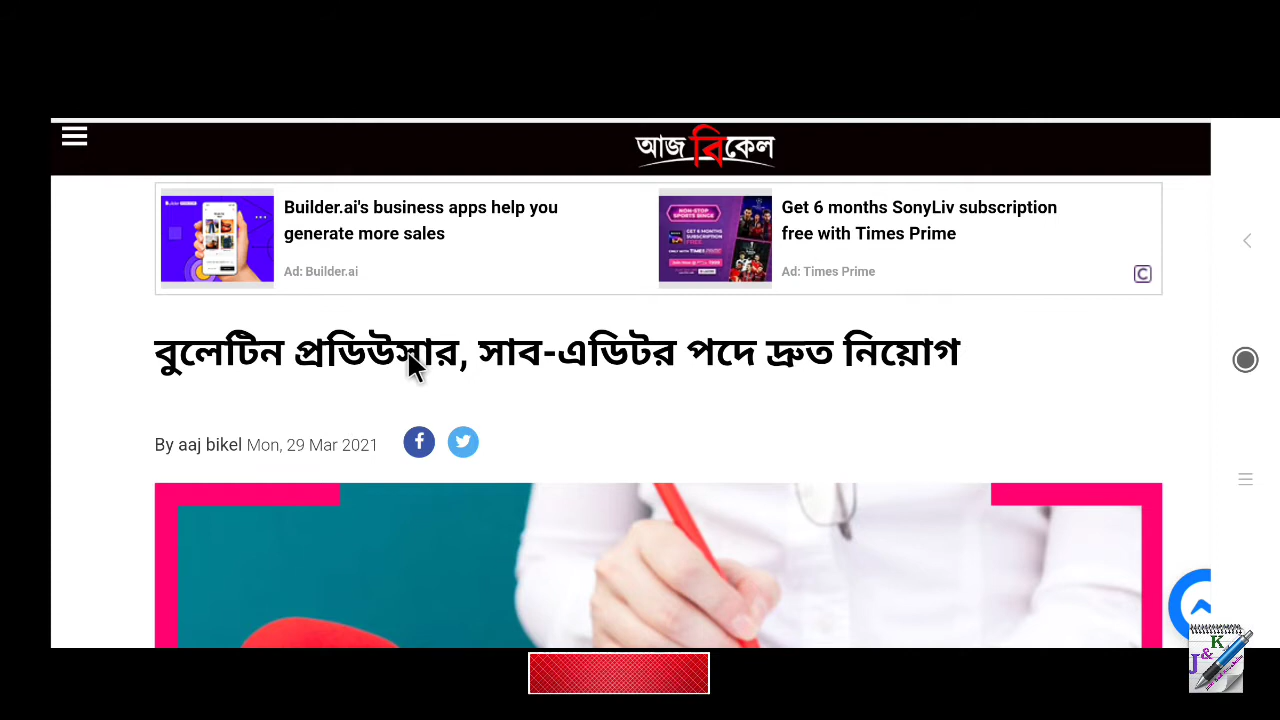 আজ বিকেল
Builder.ai's business apps help you
generate more sales
Ad: Builder.ai
Get 6 months SonyLiv subscription
free with Times Prime
Ad: Times Prime
বুলেটিন প্রডিউসার, সাব-এডিটর পদে দ্রুত নিয়োগ
By aaj bikel Mon, 29 Mar 2021
J&K